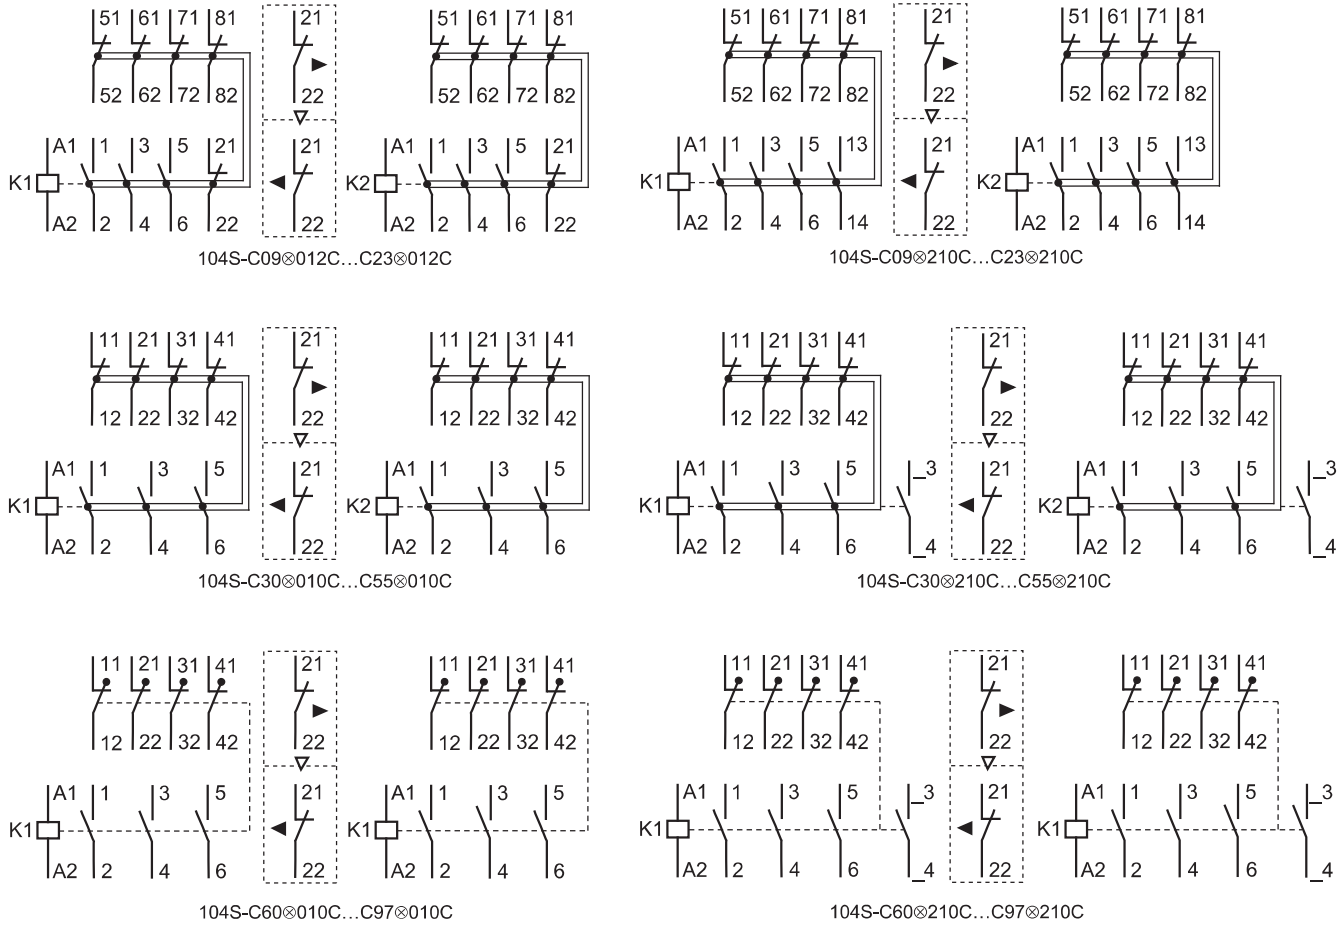 51 61 71 81 21 51 61 71 81
52 62 72 82 22 52 62 72 82
A1 1 3 5 21 21 A1 1 3 5 21
K1 K2
A2 2 4 6 22 22 A2 2 4 6 22
104S-C09⊗012C...C23⊗012C
51 61 71 81 21 51 61 71 81
52 62 72 82 22 52 62 72 82
A1 1 3 5 13 21 A1 1 3 5 13
K1 K2
A2 2 4 6 14 22 A2 2 4 6 14
104S-C09⊗210C...C23⊗210C
11 21 31 41 21 11 21 31 41
12 22 32 42 22 12 22 32 42
A1 1 3 5 21 A1 1 3 5
K1 K2
A2 2 4 6 22 A2 2 4 6
104S-C30⊗010C...C55⊗010C
11 21 31 41 21 11 21 31 41
12 22 32 42 22 12 22 32 42
A1 1 3 5 _3 21 A1 1 3 5 _3
K1 K2
A2 2 4 6 _4 22 A2 2 4 6 _4
104S-C30⊗210C...C55⊗210C
11 21 31 41 21 11 21 31 41
12 22 32 42 22 12 22 32 42
A1 1 3 5 21 A1 1 3 5
K1 K1
A2 2 4 6 22 A2 2 4 6
104S-C60⊗010C...C97⊗010C
11 21 31 41 21 11 21 31 41
12 22 32 42 22 12 22 32 42
A1 1 3 5 _3 21 A1 1 3 5 _3
K1 K1
A2 2 4 6 _4 22 A2 2 4 6 _4
104S-C60⊗210C...C97⊗210C